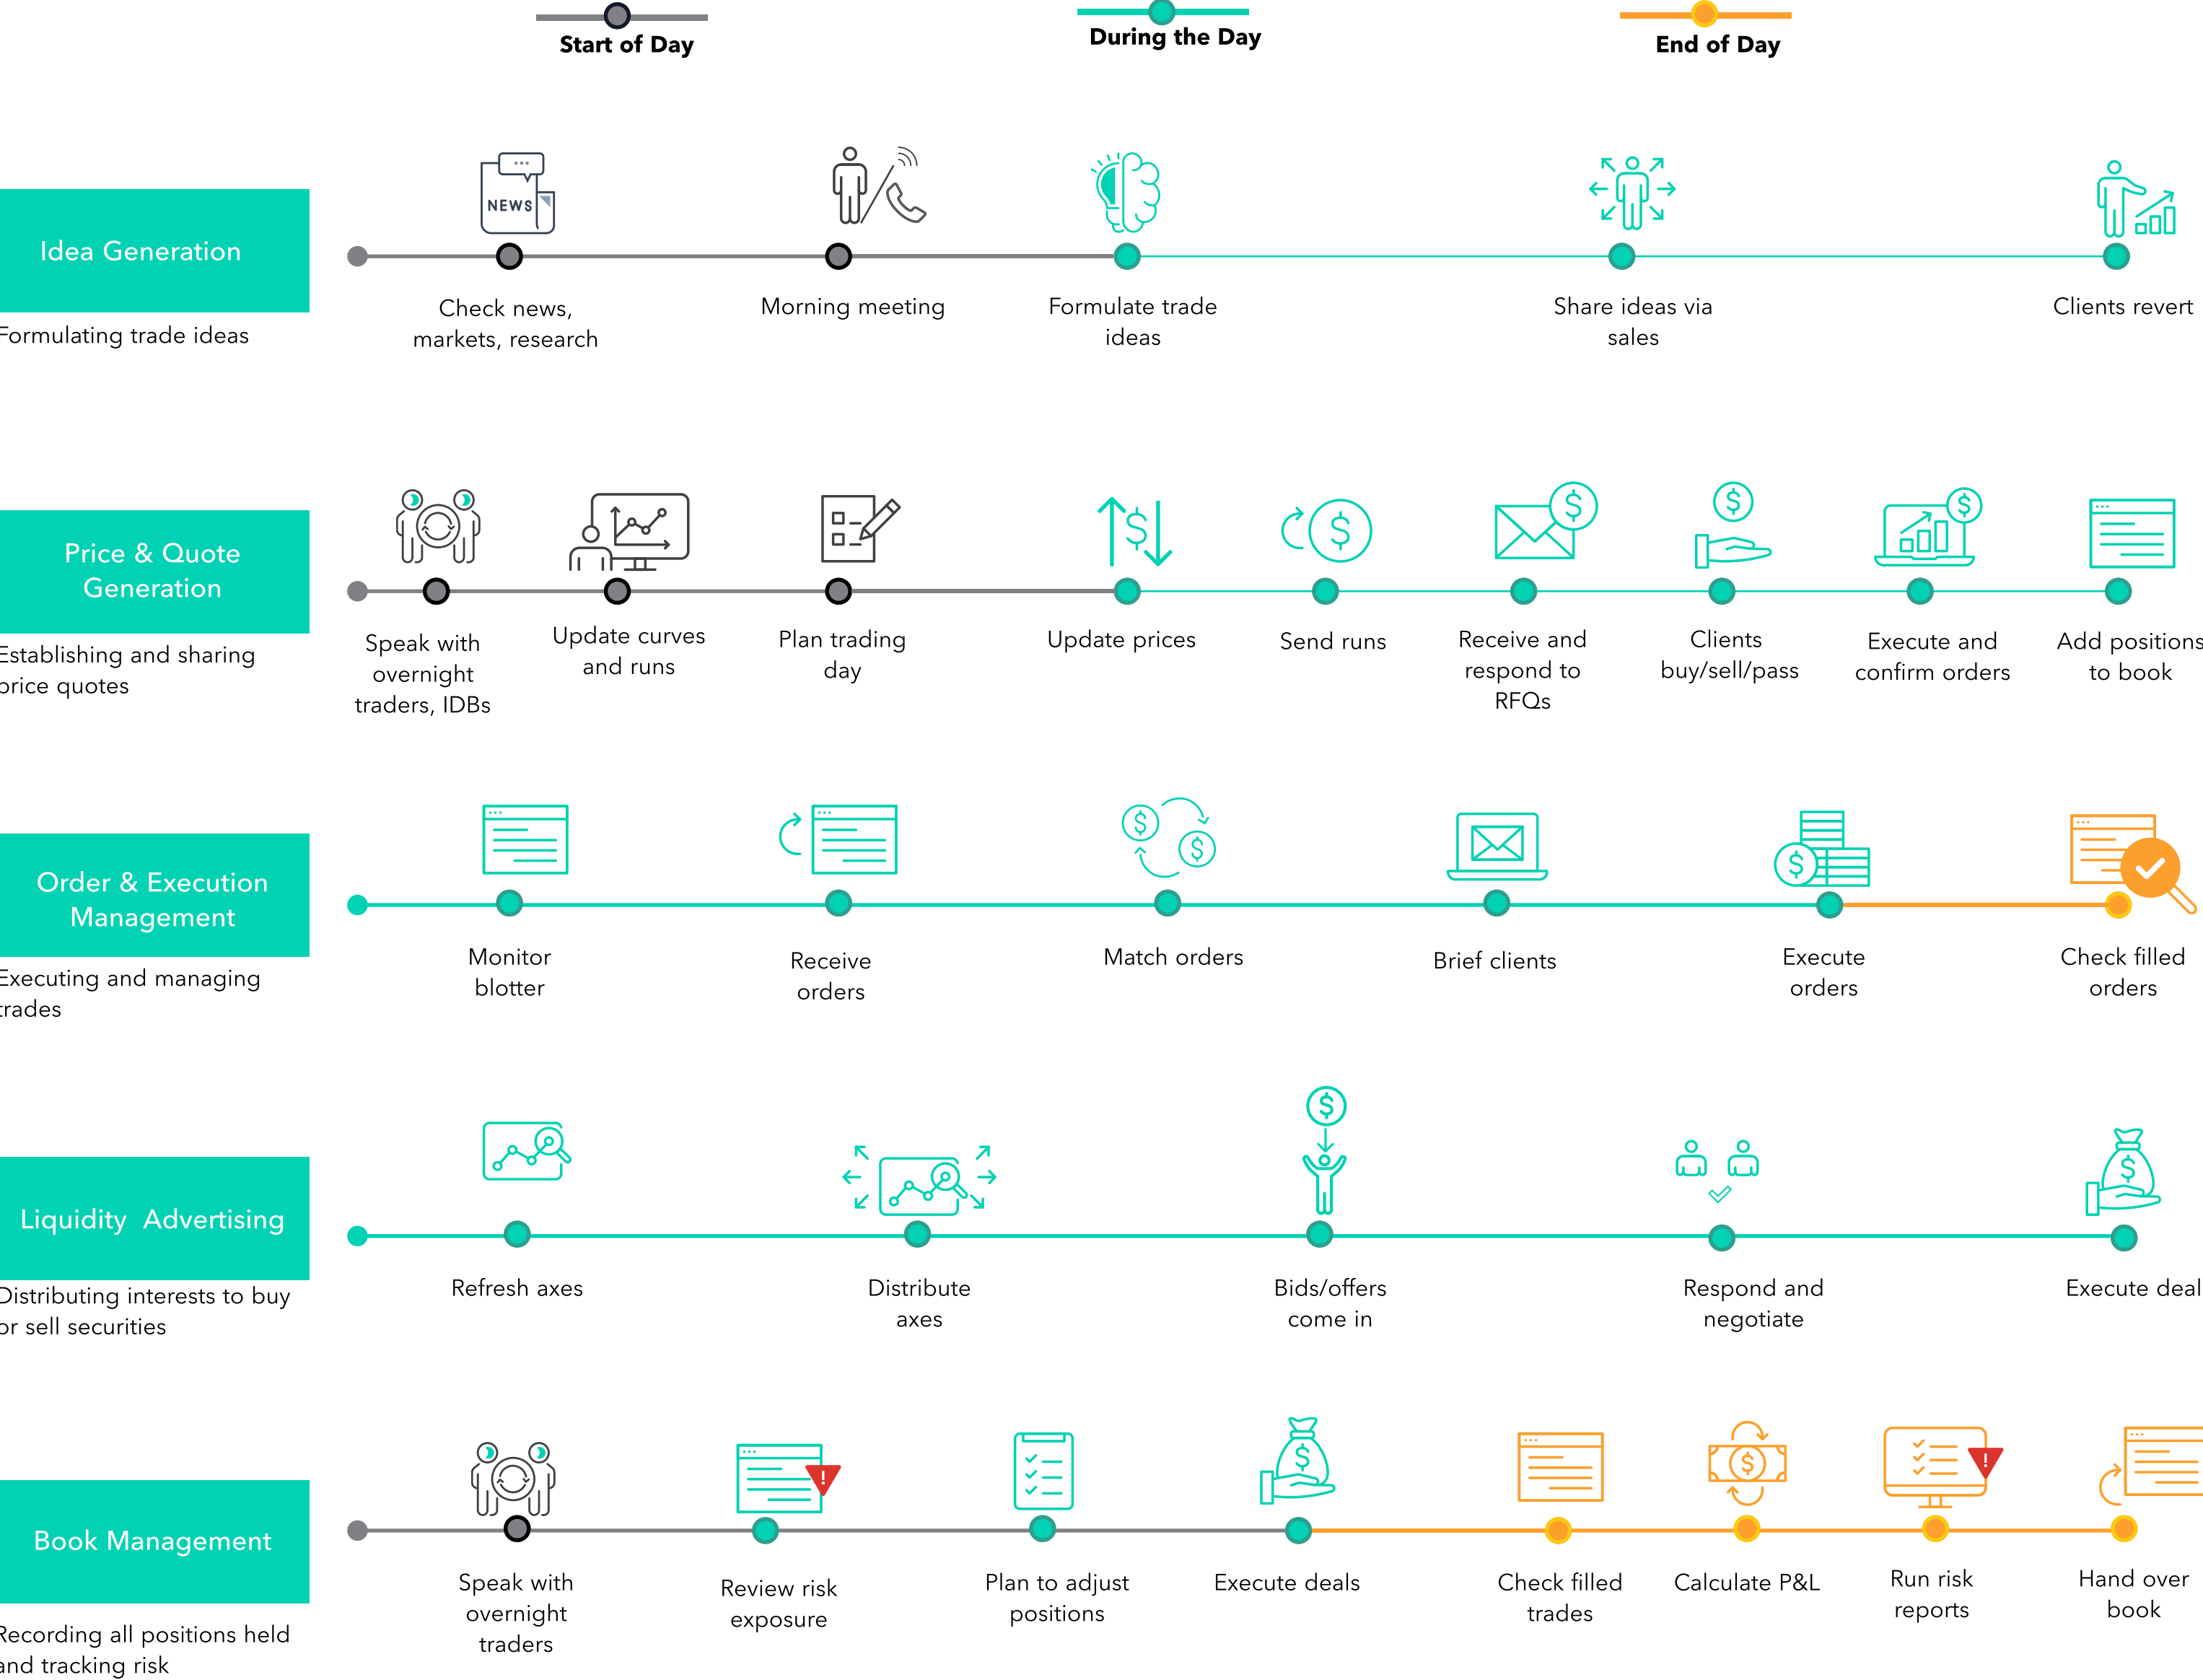 Start of Day
During the Day
End of Day
NEWS
Idea Generation
Formulating trade ideas
Check news,
markets, research
Morning meeting
Formulate trade
ideas
Share ideas via
sales
Clients revert
Price & Quote
Generation
Establishing and sharing
price quotes
Speak with
overnight
traders, IDBs
Update curves
and runs
Plan trading
day
Update prices
Send runs
Receive and
respond to
RFQs
Clients
buy/sell/pass
Execute and
confirm orders
Add positions
to book
Order & Execution
Management
Executing and managing
trades
Monitor
blotter
Receive
orders
Match orders
Brief clients
Execute
orders
Check filled
orders
Liquidity Advertising
Distributing interests to buy
or sell securities
Refresh axes
Distribute
axes
Bids/offers
come in
Respond and
negotiate
Execute deal
Book Management
Recording all positions held
and tracking risk
Speak with
overnight
traders
Review risk
exposure
Plan to adjust
positions
Execute deals
Check filled
trades
Calculate P&L
Run risk
reports
Hand over
book